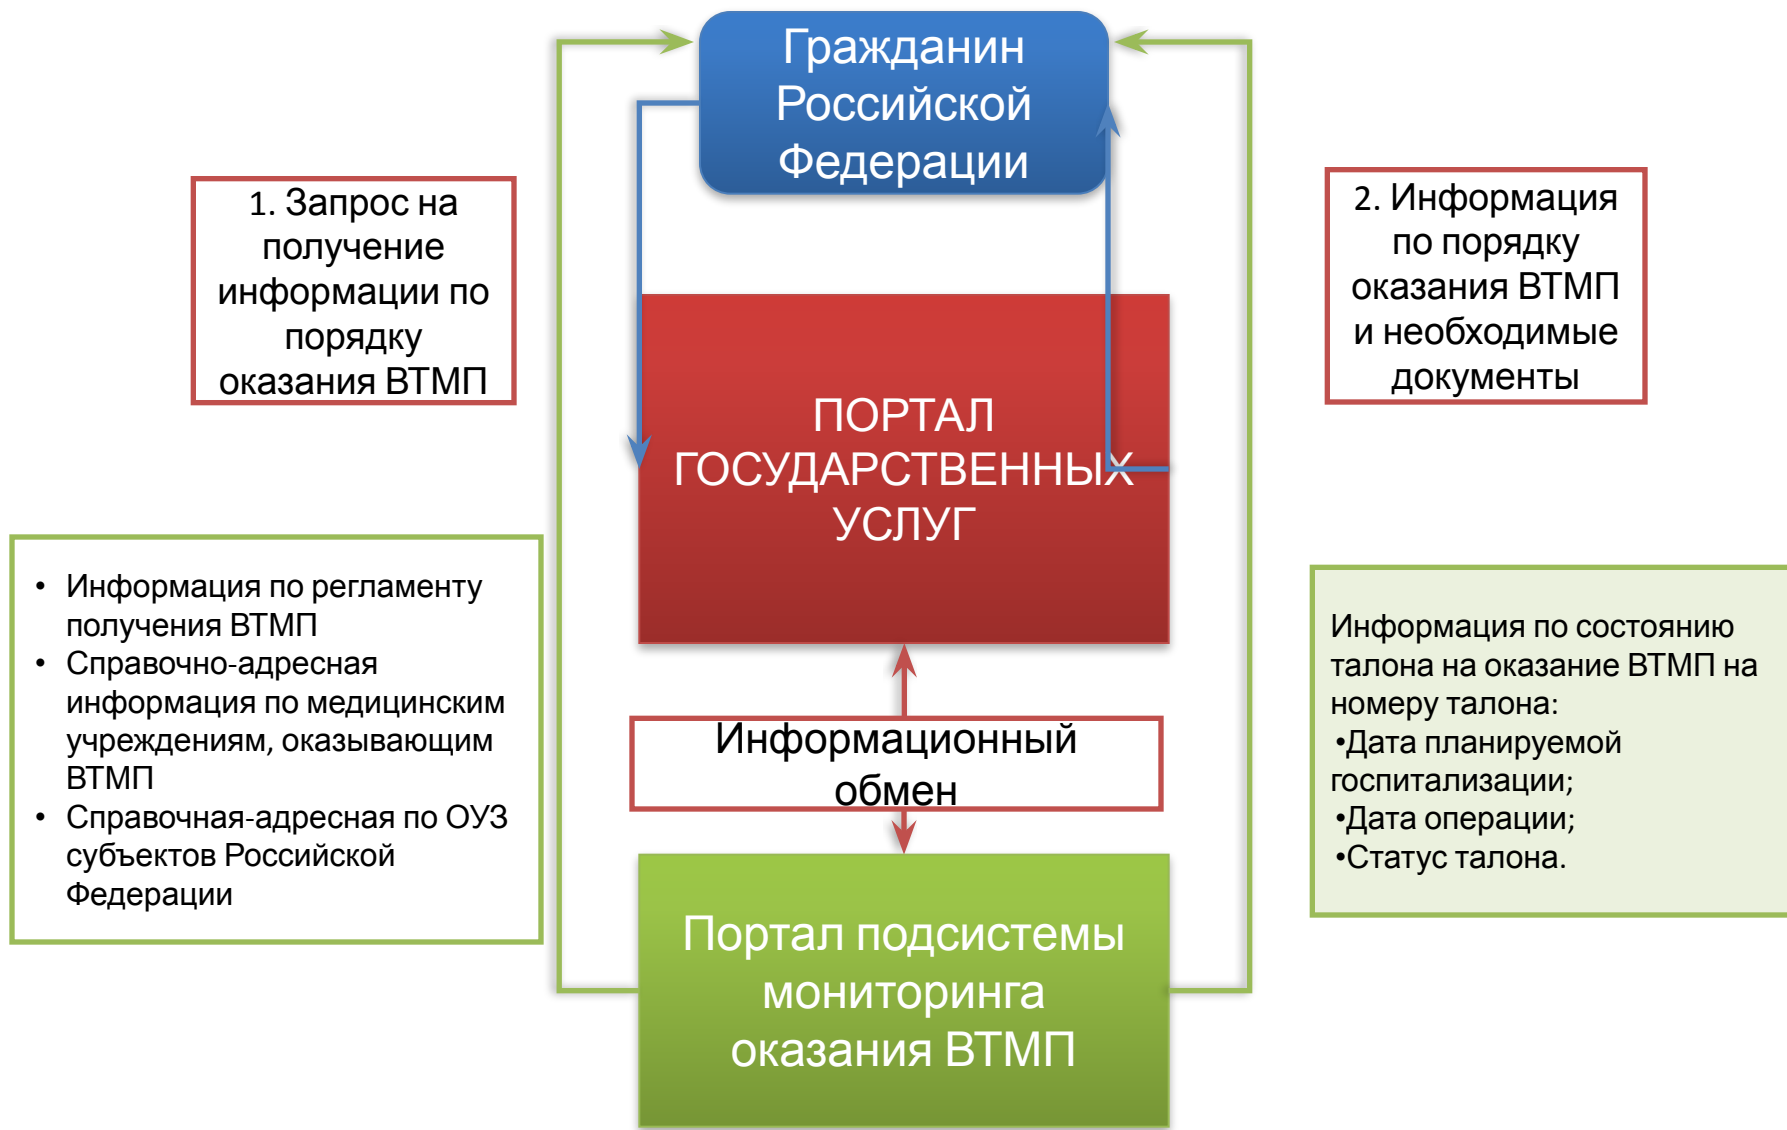 Гражданин
Российской
Федерации
1. Запрос на
получение
информации по
порядку
оказания ВТМП
2. Информация
по порядку
оказания ВТМП
и необходимые
документы
ПОРТАЛ
ГОСУДАРСТВЕННЫХ
УСЛУГ
• Информация по регламенту
получения ВТМП
• Справочно-адресная
информация по медицинским
учреждениям, оказывающим
ВТМП
• Справочная-адресная по ОУЗ
субъектов Российской
Федерации
Информация по состоянию
талона на оказание ВТМП на
номеру талона:
•Дата планируемой
госпитализации;
•Дата операции;
•Статус талона.
Информационный
обмен
Портал подсистемы
мониторинга
оказания ВТМП